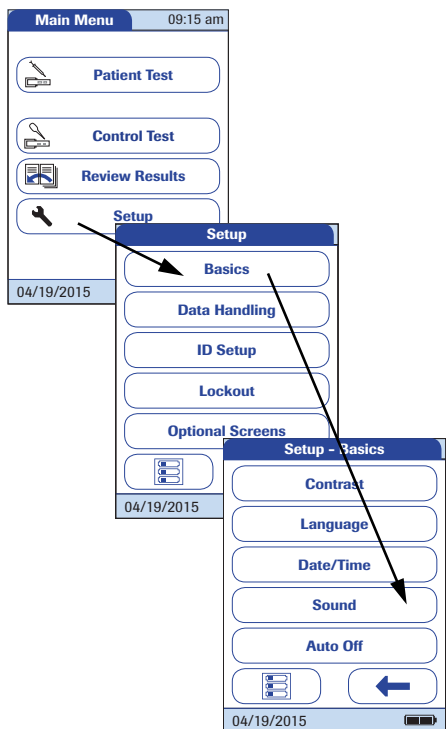 Main Menu 09:15 am
Patient Test
Control Test
Review Results
Setup
04/19/2015
Setup
Basics
Data Handling
ID Setup
Lockout
Optional Screens
04/19/2015
Setup - Basics
Contrast
Language
Date/Time
Sound
Auto Off
04/19/2015